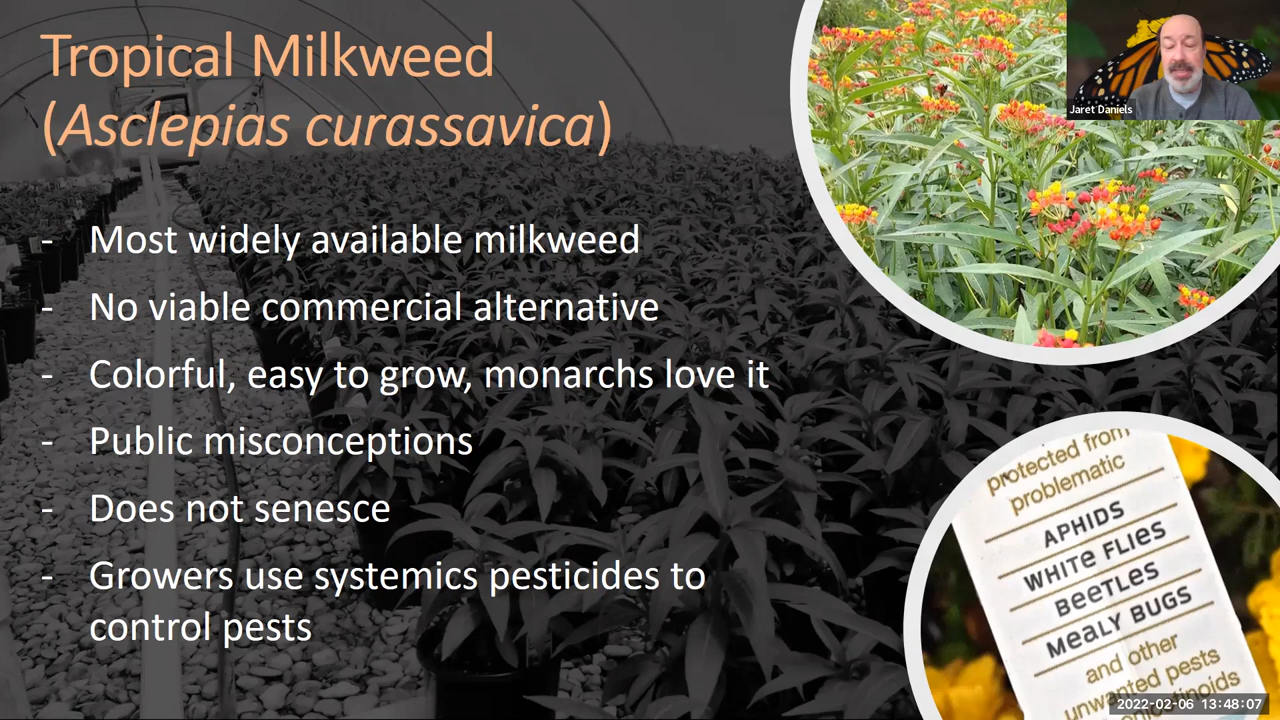 Tropical Milkweed
(Asclepias curassavica)
- Most widely available milkweed
- No viable commercial alternative
- Colorful, easy to grow, monarchs love it
- Public misconceptions
- Does not senesce
- Growers use systemics pesticides to
control pests
Jaret Daniels
protected from
problematic
APHIDS
WHITE FLIES
BEETLES
MEALY BUGS
and other
unwanted pests
2022-02-06 13:48:07